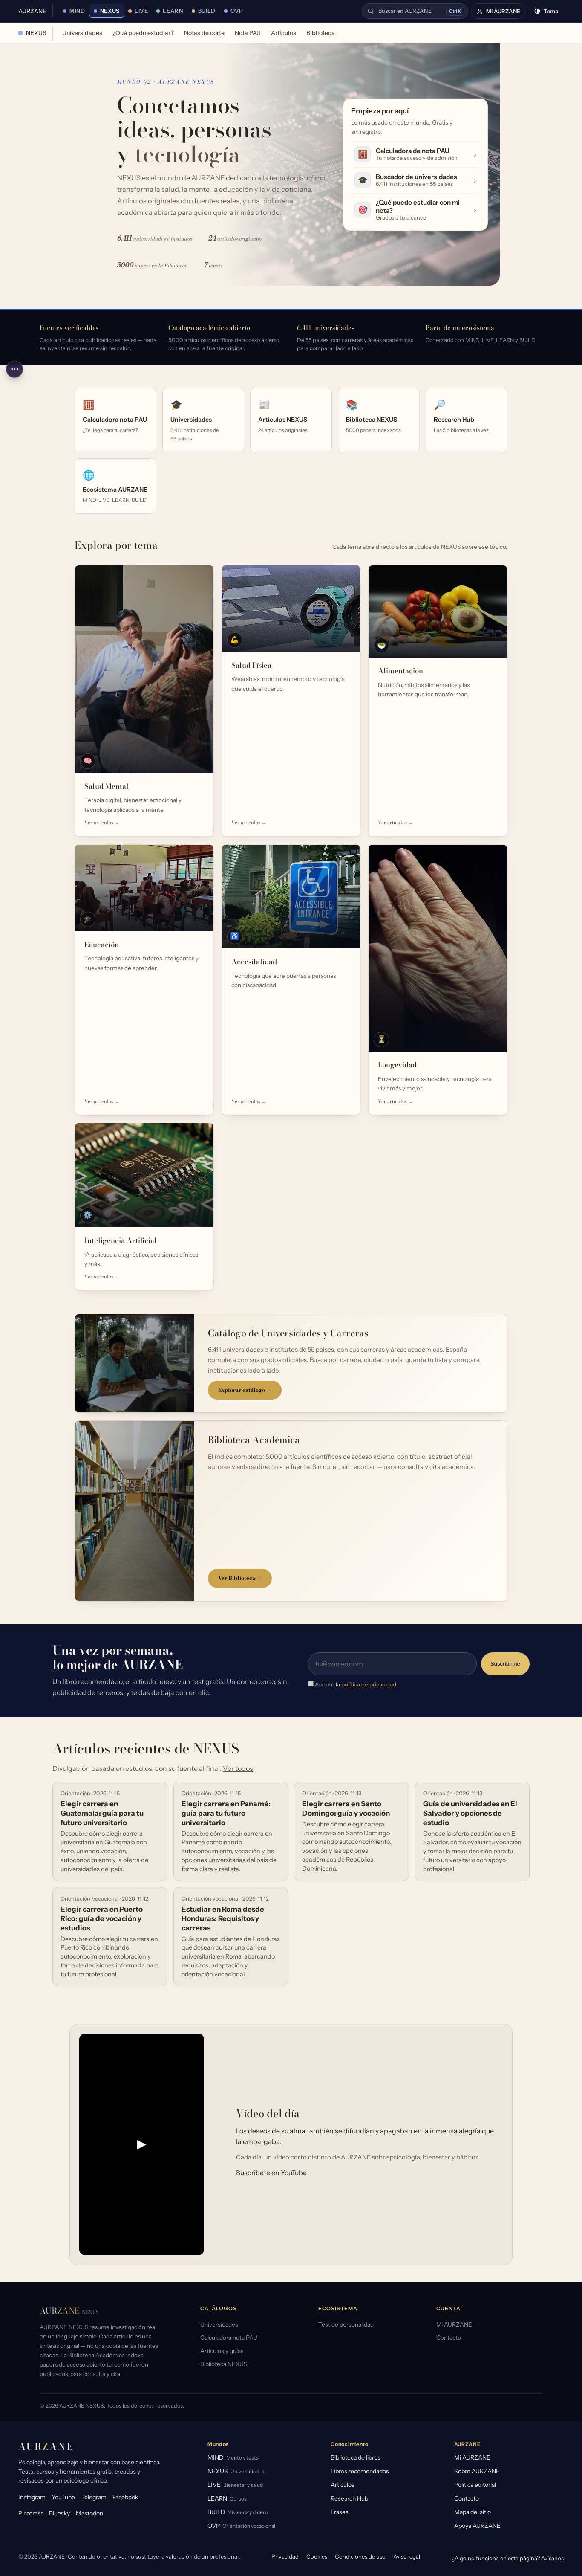 AURZANE
MIND
NEXUS
LIVE
LEARN
BUILD
OVP
Buscar en AURZANE
Ctrl K
Mi AURZANE
Tema
NEXUS
Universidades
¿Qué puedo estudiar?
Notas de corte
Nota PAU
Artículos
Biblioteca
MUNDO 02 · AURZANE NEXUS
Conectamos
ideas, personas
y tecnología
NEXUS es el mundo de AURZANE dedicado a la tecnología: cómo
transforma la salud, la mente, la educación y la vida cotidiana.
Artículos originales con fuentes reales, y una biblioteca
académica abierta para quien quiera ir más a fondo.
6.411 universidades e institutos
24 artículos originales
5000 papers en la Biblioteca
7 temas
Empieza por aquí
Lo más usado en este mundo. Gratis y
sin registro.
Calculadora de nota PAU
Tu nota de acceso y de admisión
Buscador de universidades
6.411 instituciones en 55 países
¿Qué puedo estudiar con mi
nota?
Grados a tu alcance
Fuentes verificables
Cada artículo cita publicaciones reales — nada
se inventa ni se resume sin respaldo.
Catálogo académico abierto
5000 artículos científicos de acceso abierto,
con enlace a la fuente original.
6.411 universidades
De 55 países, con carreras y áreas académicas
para comparar lado a lado.
Parte de un ecosistema
Conectado con MIND, LIVE, LEARN y BUILD.
Calculadora nota PAU
¿Te llega para tu carrera?
Universidades
6.411 instituciones de
55 países
Artículos NEXUS
24 artículos originales
Biblioteca NEXUS
5000 papers indexados
Research Hub
Las 5 bibliotecas a la vez
Ecosistema AURZANE
MIND · LIVE · LEARN · BUILD
Explora por tema
Cada tema abre directo a los artículos de NEXUS sobre ese tópico.
Salud Mental
Terapia digital, bienestar emocional y
tecnología aplicada a la mente.
Ver artículos →
Salud Física
Wearables, monitoreo remoto y tecnología
que cuida el cuerpo.
Ver artículos →
Alimentación
Nutrición, hábitos alimentarios y las
herramientas que los transforman.
Ver artículos →
Educación
Tecnología educativa, tutores inteligentes y
nuevas formas de aprender.
Ver artículos →
ACCESSIBLE
ENTRANCE
Accesibilidad
Tecnología que abre puertas a personas
con discapacidad.
Ver artículos →
Longevidad
Envejecimiento saludable y tecnología para
vivir más y mejor.
Ver artículos →
Inteligencia Artificial
IA aplicada a diagnóstico, decisiones clínicas
y más.
Ver artículos →
Catálogo de Universidades y Carreras
6.411 universidades e institutos de 55 países, con sus carreras y áreas académicas. España
completa con sus grados oficiales. Busca por carrera, ciudad o país, guarda tu lista y compara
instituciones lado a lado.
Explorar catálogo →
Biblioteca Académica
El índice completo: 5.000 artículos científicos de acceso abierto, con título, abstract oficial,
autores y enlace directo a la fuente. Sin curar, sin recortar — para consulta y cita académica.
Ver Biblioteca →
Una vez por semana,
lo mejor de AURZANE
Un libro recomendado, un artículo nuevo y un test gratis. Un correo corto, sin
publicidad de terceros, y te das de baja con un clic.
tu@correo.com
Suscribirme
Acepto la política de privacidad
Artículos recientes de NEXUS
Divulgación basada en estudios, con su fuente al final. Ver todos
Orientación · 2026-11-15
Elegir carrera en
Guatemala: guía para tu
futuro universitario
Descubre cómo elegir carrera
universitaria en Guatemala con
éxito, uniendo vocación,
autoconocimiento y la oferta de
universidades del país.
Orientación · 2026-11-15
Elegir carrera en Panamá:
guía para tu futuro
universitario
Descubre cómo elegir carrera en
Panamá combinando
autoconocimiento, vocación y las
opciones universitarias del país de
forma clara y realista.
Orientación · 2026-11-13
Elegir carrera en Santo
Domingo: guía y vocación
Descubre cómo elegir carrera
universitaria en Santo Domingo
combinando autoconocimiento,
vocación y las opciones
académicas de República
Dominicana.
Orientación · 2026-11-13
Guía de universidades en El
Salvador y opciones de
estudio
Conoce la oferta académica en El
Salvador, cómo evaluar tu vocación
y tomar la mejor decisión para tu
futuro universitario con apoyo
profesional.
Orientación Vocacional · 2026-11-12
Elegir carrera en Puerto
Rico: guía de vocación y
estudios
Descubre cómo elegir tu carrera en
Puerto Rico combinando
autoconocimiento, exploración y
toma de decisiones informada para
tu futuro profesional.
Orientación vocacional · 2026-11-12
Estudiar en Roma desde
Honduras: Requisitos y
carreras
Guía para estudiantes de Honduras
que desean cursar una carrera
universitaria en Roma, abarcando
requisitos, adaptación y
orientación vocacional.
Vídeo del día
Los deseos de su alma también se difundían y apagaban en la inmensa alegría que
la embargaba.
Cada día, un vídeo corto distinto de AURZANE sobre psicología, bienestar y hábitos.
Suscríbete en YouTube
AURZANE NEXUS
AURZANE NEXUS resume investigación real
en un lenguaje simple. Cada artículo es una
síntesis original — no una copia de las fuentes
consultadas. La Biblioteca Académica indexa
papers de acceso abierto tal como fueron
publicados, para consulta y cita.
CATÁLOGOS
Universidades
Calculadora nota PAU
Artículos y guías
Biblioteca NEXUS
ECOSISTEMA
Test de personalidad
CUENTA
Mi AURZANE
Contacto
© 2026 AURZANE NEXUS. Todos los derechos reservados.
AURZANE
Psicología, aprendizaje y bienestar con base científica.
Tests, cursos y herramientas gratis, creados y
revisados por un psicólogo clínico.
Instagram
YouTube
Telegram
Facebook
Pinterest
Bluesky
Mastodon
Mundos
MIND Mente y tests
NEXUS Universidades
LIVE Bienestar y salud
LEARN Cursos
BUILD Vivienda y dinero
OVP Orientación vocacional
Conocimiento
Biblioteca de libros
Libros recomendados
Artículos
Research Hub
Frases
AURZANE
Mi AURZANE
Sobre AURZANE
Política editorial
Contacto
Mapa del sitio
Apoya AURZANE
© 2026 AURZANE · Contenido orientativo: no sustituye la valoración de un profesional.
Privacidad
Cookies
Condiciones de uso
Aviso legal
¿Algo no funciona en esta página? Avísanos